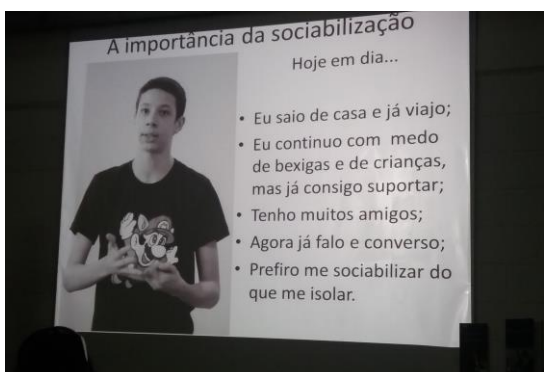 A importância da sociabilização
Hoje em dia...
• Eu saio de casa e já viajo;
• Eu continuo com medo
de bexigas e de crianças,
mas já consigo suportar;
• Tenho muitos amigos;
• Agora já falo e converso;
• Prefiro me sociabilizar do
que me isolar.